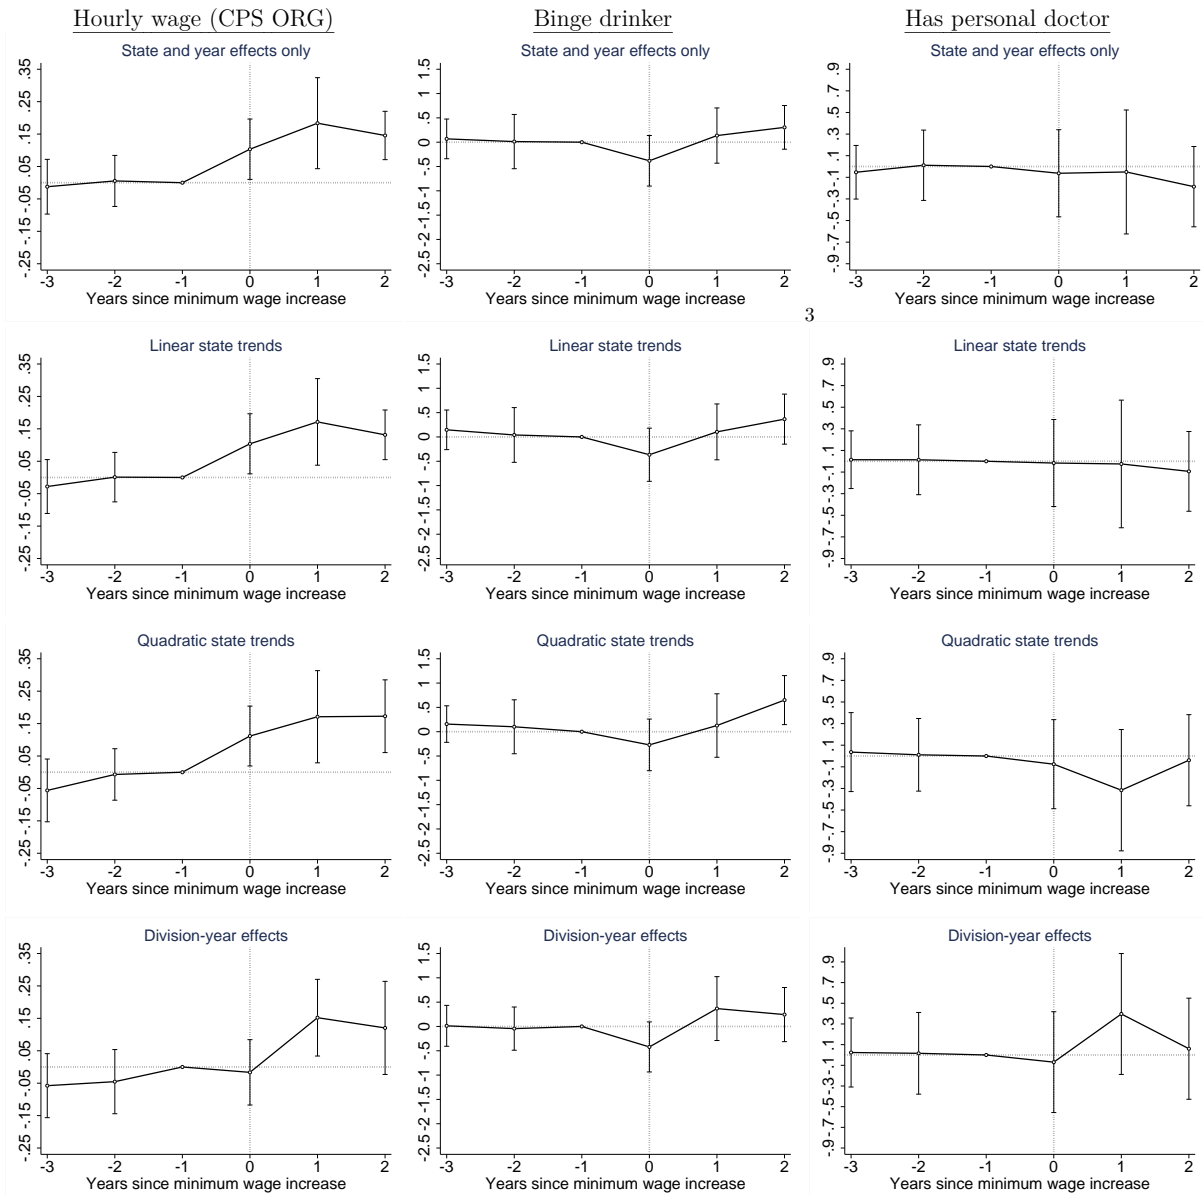 Hourly wage (CPS ORG)
Binge drinker
Has personal doctor
State and year effects only
-.25 -.15 -.05 .05 .15 .25 .35
-3 -2 -1 0 1 2
Years since minimum wage increase
State and year effects only
-2.5 -2 -1.5 -1 -.5 0 .5 1 1.5
-3 -2 -1 0 1 2
Years since minimum wage increase
State and year effects only
-.9 -.7 -.5 -.3 -.1 .1 .3 .5 .7 .9
-3 -2 -1 0 1 2
Years since minimum wage increase
3
Linear state trends
-.25 -.15 -.05 .05 .15 .25 .35
-3 -2 -1 0 1 2
Years since minimum wage increase
Linear state trends
-2.5 -2 -1.5 -1 -.5 0 .5 1 1.5
-3 -2 -1 0 1 2
Years since minimum wage increase
Linear state trends
-.9 -.7 -.5 -.3 -.1 .1 .3 .5 .7 .9
-3 -2 -1 0 1 2
Years since minimum wage increase
Quadratic state trends
-.25 -.15 -.05 .05 .15 .25 .35
-3 -2 -1 0 1 2
Years since minimum wage increase
Quadratic state trends
-2.5 -2 -1.5 -1 -.5 0 .5 1 1.5
-3 -2 -1 0 1 2
Years since minimum wage increase
Quadratic state trends
-.9 -.7 -.5 -.3 -.1 .1 .3 .5 .7 .9
-3 -2 -1 0 1 2
Years since minimum wage increase
Division-year effects
-.25 -.15 -.05 .05 .15 .25 .35
-3 -2 -1 0 1 2
Years since minimum wage increase
Division-year effects
-2.5 -2 -1.5 -1 -.5 0 .5 1 1.5
-3 -2 -1 0 1 2
Years since minimum wage increase
Division-year effects
-.9 -.7 -.5 -.3 -.1 .1 .3 .5 .7 .9
-3 -2 -1 0 1 2
Years since minimum wage increase